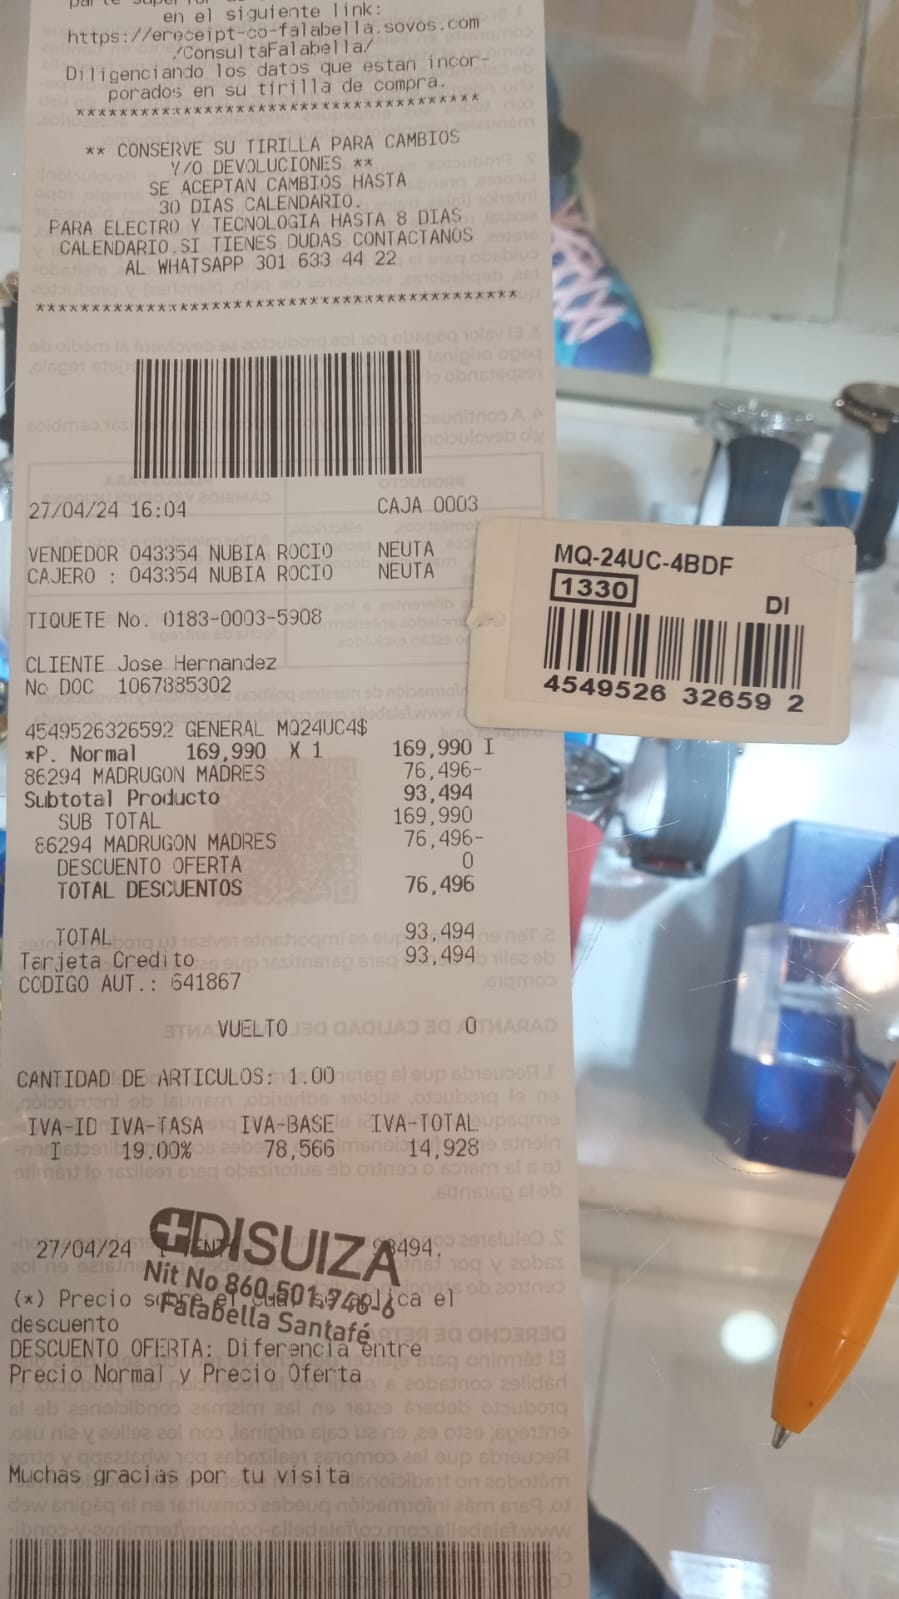 en el siguiente link:
https://ereceipt-co-falabella.sovos.com
/ConsultaFalabella/
Diligenciando los datos que estan incor-
porados en su tirilla de compra.
****************************************
** CONSERVE SU TIRILLA PARA CAMBIOS
Y/O DEVOLUCIONES **
SE ACEPTAN CAMBIOS HASTA
30 DIAS CALENDARIO.
PARA ELECTRO Y TECNOLOGIA HASTA 8 DIAS
CALENDARIO.SI TIENES DUDAS CONTACTANOS
AL WHATSAPP 301 633 44 22
****************************************
27/04/24 16:04 CAJA 0003
VENDEDOR 043354 NUBIA ROCIO NEUTA
CAJERO : 043354 NUBIA ROCIO NEUTA
TIQUETE No. 0183-0003-5908
CLIENTE Jose Hernandez
No DOC 1067885302
4549526326592 GENERAL MQ24UC4$
*P. Normal 169,990 X 1 169,990 I
86294 MADRUGON MADRES 76,496-
Subtotal Producto 93,494
SUB TOTAL 169,990
86294 MADRUGON MADRES 76,496-
DESCUENTO OFERTA 0
TOTAL DESCUENTOS 76,496
TOTAL 93,494
Tarjeta Credito 93,494
CODIGO AUT.: 641867
VUELTO 0
CANTIDAD DE ARTICULOS: 1.00
IVA-ID IVA-TASA IVA-BASE IVA-TOTAL
I 19.00% 78,566 14,928
27/04/24 93494.
DISUIZA
Nit No 860.501.746-6
Falabella Santafé
(*) Precio sobre el cual se aplica el
descuento
DESCUENTO OFERTA: Diferencia entre
Precio Normal y Precio Oferta
Muchas gracias por tu visita
MQ-24UC-4BDF
1330
DI
4549526 32659 2